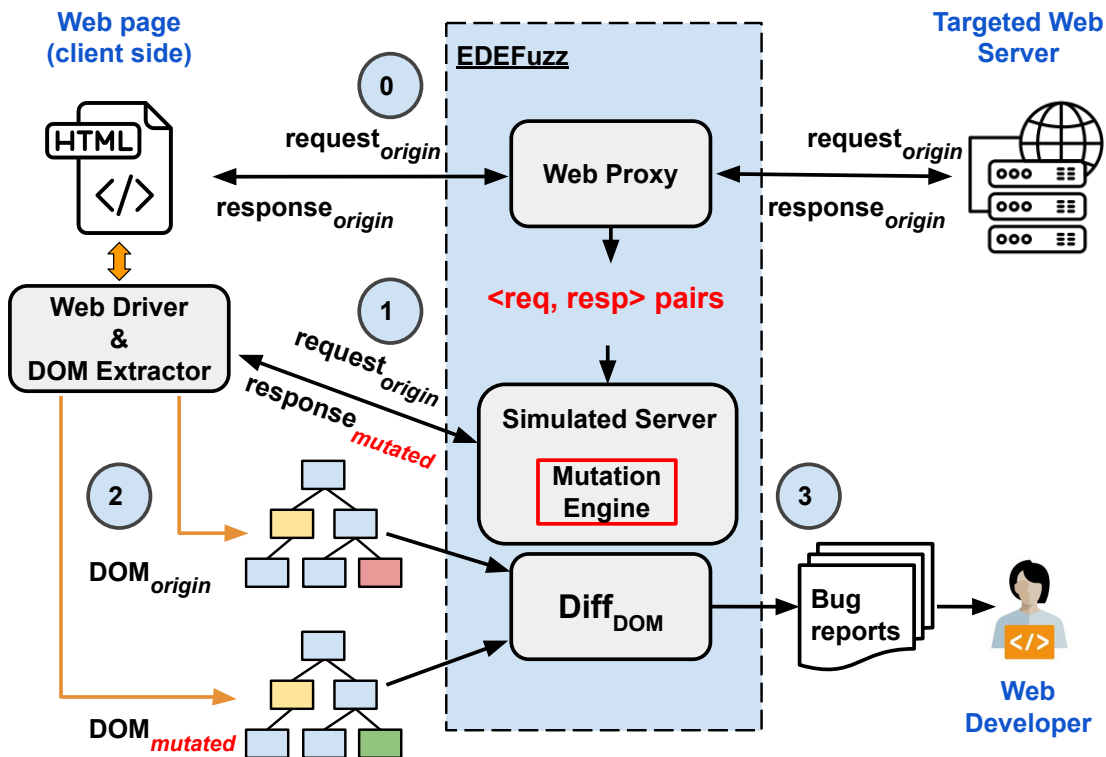 Web page
(client side)
EDEFuzz
Targeted Web
Server
0
HTML
</>
request origin
response origin
Web Proxy
request origin
response origin
<req, resp> pairs
Web Driver
&
DOM Extractor
1
request origin
response mutated
Simulated Server
Mutation
Engine
2
DOM origin
DOM mutated
Diff DOM
3
Bug
reports
</>
Web
Developer